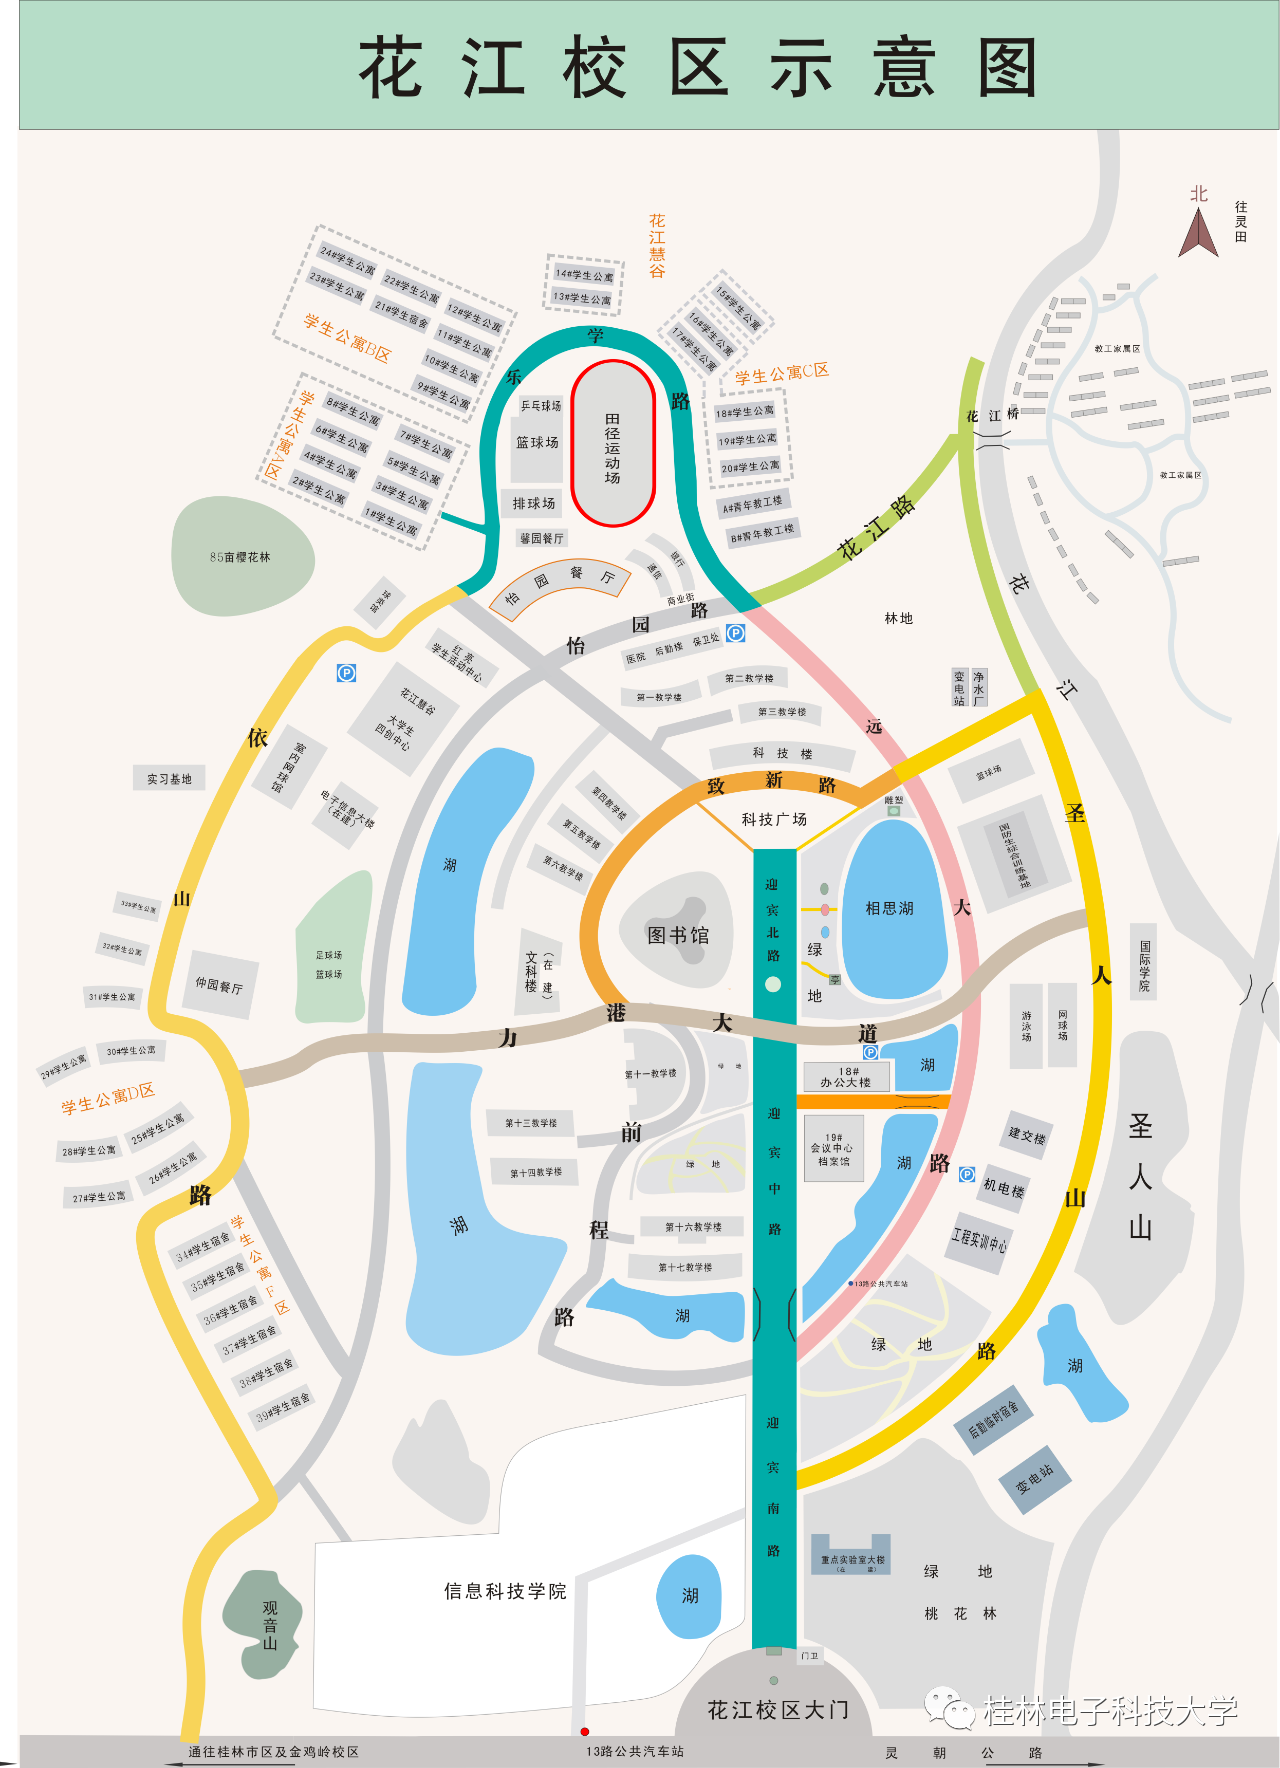 花江校区示意图
北
往灵田
花江慧谷
24#学生公寓
23#学生公寓
22#学生公寓
21#学生宿舍
12#学生公寓
11#学生公寓
10#学生公寓
9#学生公寓
学生公寓B区
14#学生公寓
13#学生公寓
15#学生公寓
16#学生公寓
17#学生公寓
学生公寓C区
18#学生公寓
19#学生公寓
20#学生公寓
A#青年教工楼
B#青年教工楼
学生公寓A区
8#学生公寓
6#学生公寓
4#学生公寓
2#学生公寓
7#学生公寓
5#学生公寓
3#学生公寓
1#学生公寓
乐学路
乒乓球场
篮球场
田径运动场
排球场
馨园餐厅
怡园餐厅
通信
银行
商业街
教工家属区
教工家属区
花江桥
花江路
花江
85亩樱花林
球类馆
怡园路
林地
医院 后勤楼 保卫处
P
红亮
学生活动中心
花江慧谷
大学生
四创中心
P
第一教学楼
第二教学楼
第三教学楼
科技楼
变电站
净水厂
依山路
室内网球馆
实习基地
电子信息大楼
(在建)
湖
第四教学楼
第五教学楼
第六教学楼
致新路
科技广场
雕塑
远大路
篮球场
圣人山路
迎宾北路
相思湖
绿地
亭
图书馆
文科楼
(在建)
33#学生公寓
32#学生公寓
31#学生公寓
仲园餐厅
足球场
篮球场
国际学院
游泳场
网球场
力港大道
P
湖
18#
办公大楼
19#
会议中心
档案馆
湖
30#学生公寓
29#学生公寓
学生公寓D区
28#学生公寓
25#学生公寓
26#学生公寓
27#学生公寓
第十一教学楼
绿地
第十三教学楼
第十四教学楼
前程路
绿地
迎宾中路
第十六教学楼
第十七教学楼
湖
湖
P
建交楼
机电楼
工程实训中心
圣人山
13路公共汽车站
绿地
湖
学生公寓F区
34#学生宿舍
35#学生宿舍
36#学生宿舍
37#学生宿舍
38#学生宿舍
39#学生宿舍
后勤临时宿舍
变电站
迎宾南路
重点实验室大楼
(在建)
绿地
桃花林
信息科技学院
湖
观音山
门卫
花江校区大门
桂林电子科技大学
通往桂林市区及金鸡岭校区
13路公共汽车站
灵朝公路